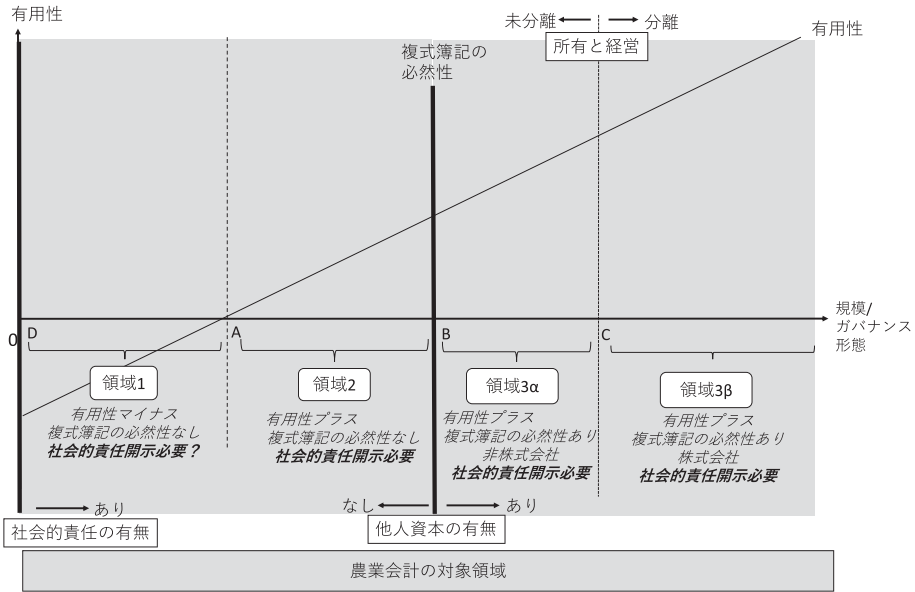 有用性
未分離
分離
所有と経営
有用性
複式簿記の
必然性
規模/
ガバナンス
形態
0
D
A
B
C
領域1
領域2
領域3α
領域3β
有用性マイナス
複式簿記の必然性なし
社会的責任開示必要？
有用性プラス
複式簿記の必然性なし
社会的責任開示必要
有用性プラス
複式簿記の必然性あり
非株式会社
社会的責任開示必要
有用性プラス
複式簿記の必然性あり
株式会社
社会的責任開示必要
あり
社会的責任の有無
なし
あり
他人資本の有無
農業会計の対象領域